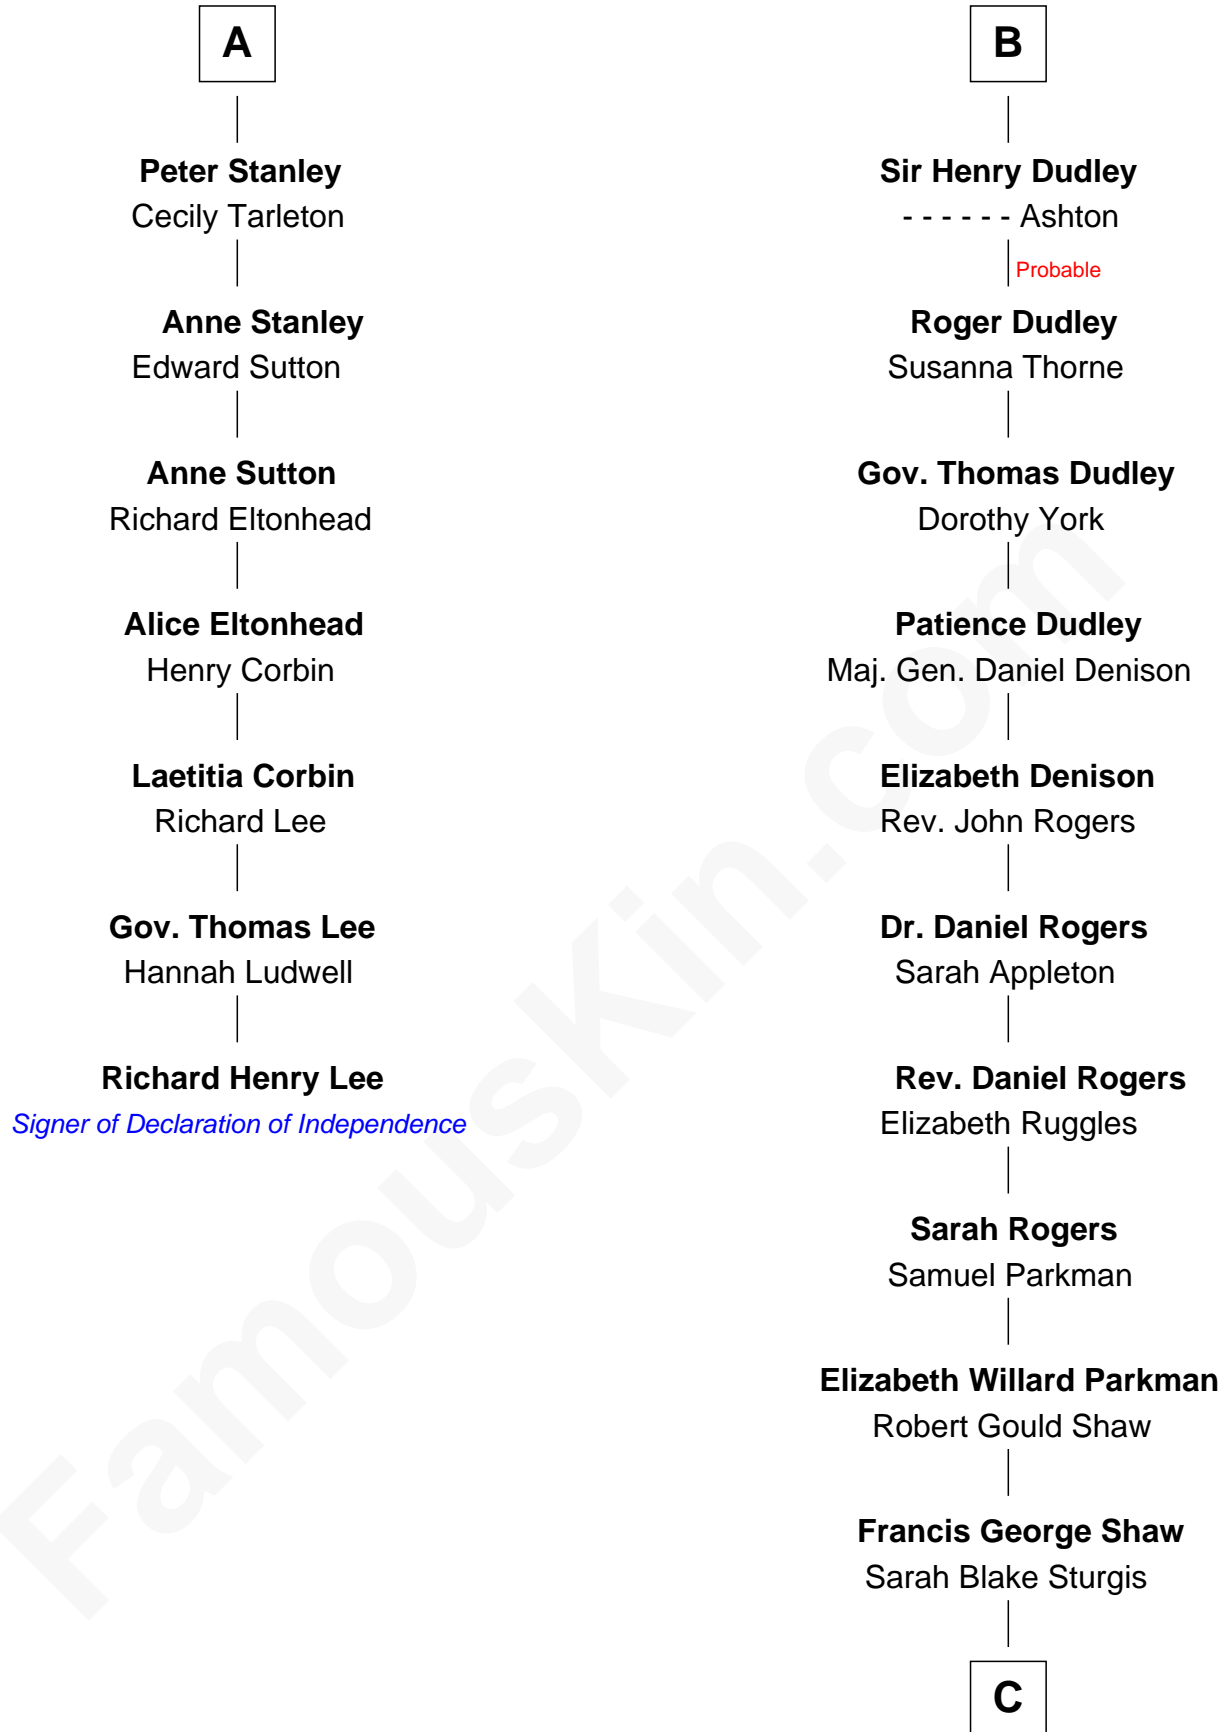 A
Peter Stanley
Cecily Tarleton
Anne Stanley
Edward Sutton
Anne Sutton
Richard Eltonhead
Alice Eltonhead
Henry Corbin
Laetitia Corbin
Richard Lee
Gov. Thomas Lee
Hannah Ludwell
Richard Henry Lee
Signer of Declaration of Independence
B
Sir Henry Dudley
- - - - - - Ashton
Probable
Roger Dudley
Susanna Thorne
Gov. Thomas Dudley
Dorothy York
Patience Dudley
Maj. Gen. Daniel Denison
Elizabeth Denison
Rev. John Rogers
Dr. Daniel Rogers
Sarah Appleton
Rev. Daniel Rogers
Elizabeth Ruggles
Sarah Rogers
Samuel Parkman
Elizabeth Willard Parkman
Robert Gould Shaw
Francis George Shaw
Sarah Blake Sturgis
C
FamousKin.com